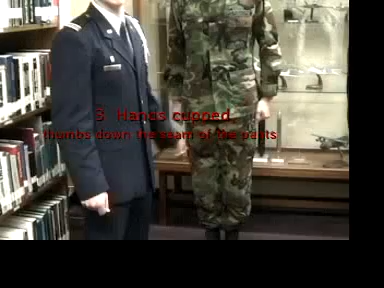 3 Hands cupped
thumbs down the seam of the pants